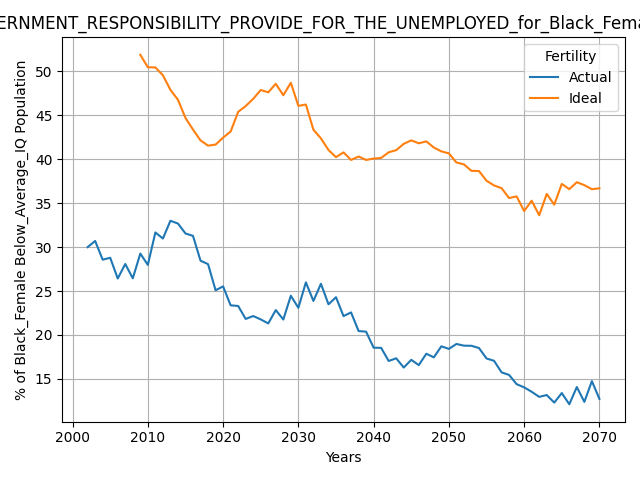 ERNMENT_RESPONSIBILITY_PROVIDE_FOR_THE_UNEMPLOYED_for_Black_Fema
Fertility
Actual
Ideal
% of Black_Female Below_Average_IQ Population
50
45
40
35
30
25
20
15
2000
2010
2020
2030
2040
2050
2060
2070
Years